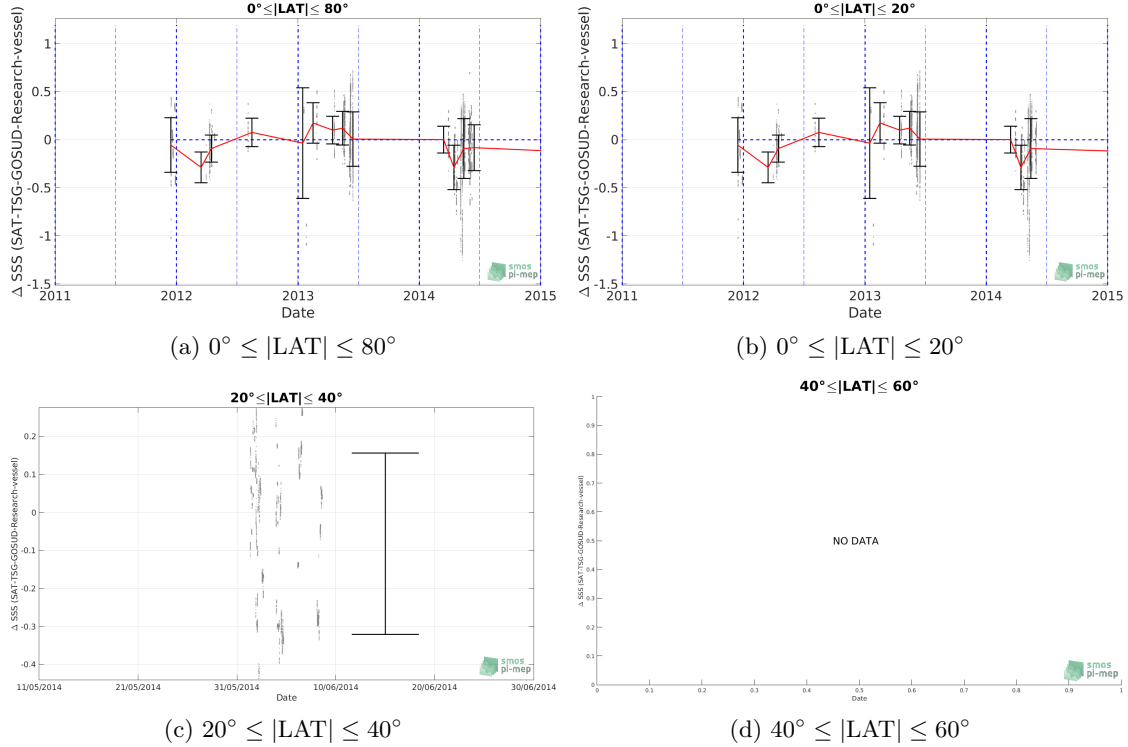 0°≤|LAT|≤ 80°
Δ SSS (SAT-TSG-GOSUD-Research-vessel)
1
0.5
0
-0.5
-1
-1.5
2011 2012 2013 2014 2015
Date
smos
pi-mep
(a) 0° ≤ |LAT| ≤ 80°
0°≤|LAT|≤ 20°
Δ SSS (SAT-TSG-GOSUD-Research-vessel)
1
0.5
0
-0.5
-1
-1.5
2011 2012 2013 2014 2015
Date
smos
pi-mep
(b) 0° ≤ |LAT| ≤ 20°
20°≤|LAT|≤ 40°
Δ SSS (SAT-TSG-GOSUD-Research-vessel)
0.2
0.1
0
-0.1
-0.2
-0.3
-0.4
11/05/2014 21/05/2014 31/05/2014 10/06/2014 20/06/2014 30/06/2014
Date
smos
pi-mep
(c) 20° ≤ |LAT| ≤ 40°
40°≤|LAT|≤ 60°
Δ SSS (SAT-TSG-GOSUD-Research-vessel)
1
0.9
0.8
0.7
0.6
0.5
0.4
0.3
0.2
0.1
0
NO DATA
0 0.1 0.2 0.3 0.4 0.5 0.6 0.7 0.8 0.9 1
Date
smos
pi-mep
(d) 40° ≤ |LAT| ≤ 60°